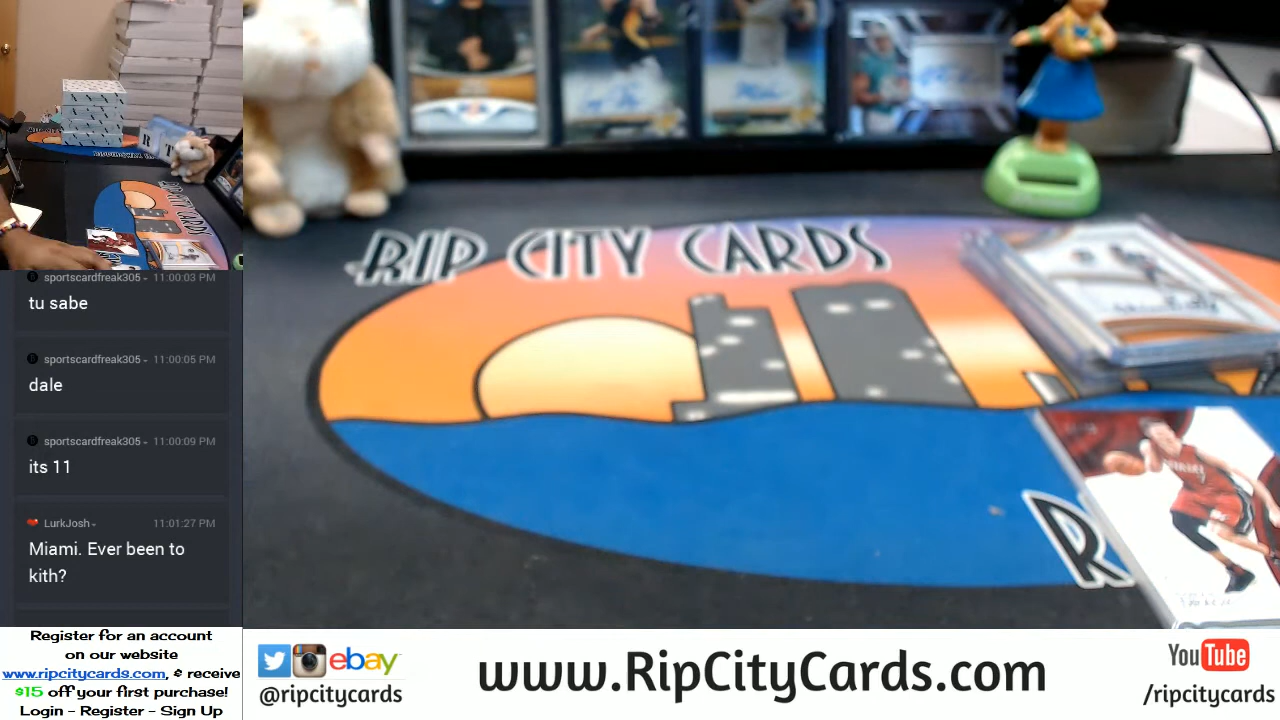 sportscardfreak305 - 11:00:03 PM
tu sabe
sportscardfreak305 - 11:00:05 PM
dale
sportscardfreak305 - 11:00:09 PM
its 11
LurkJosh - 11:01:27 PM
Miami. Ever been to
kith?
RIP CITY CARDS
R
Register for an account
on our website
www.ripcitycards.com, & receive
$15 off your first purchase!
Login - Register - Sign Up
ebay
@ripcitycards
www.RipCityCards.com
YouTube
/ripcitycards